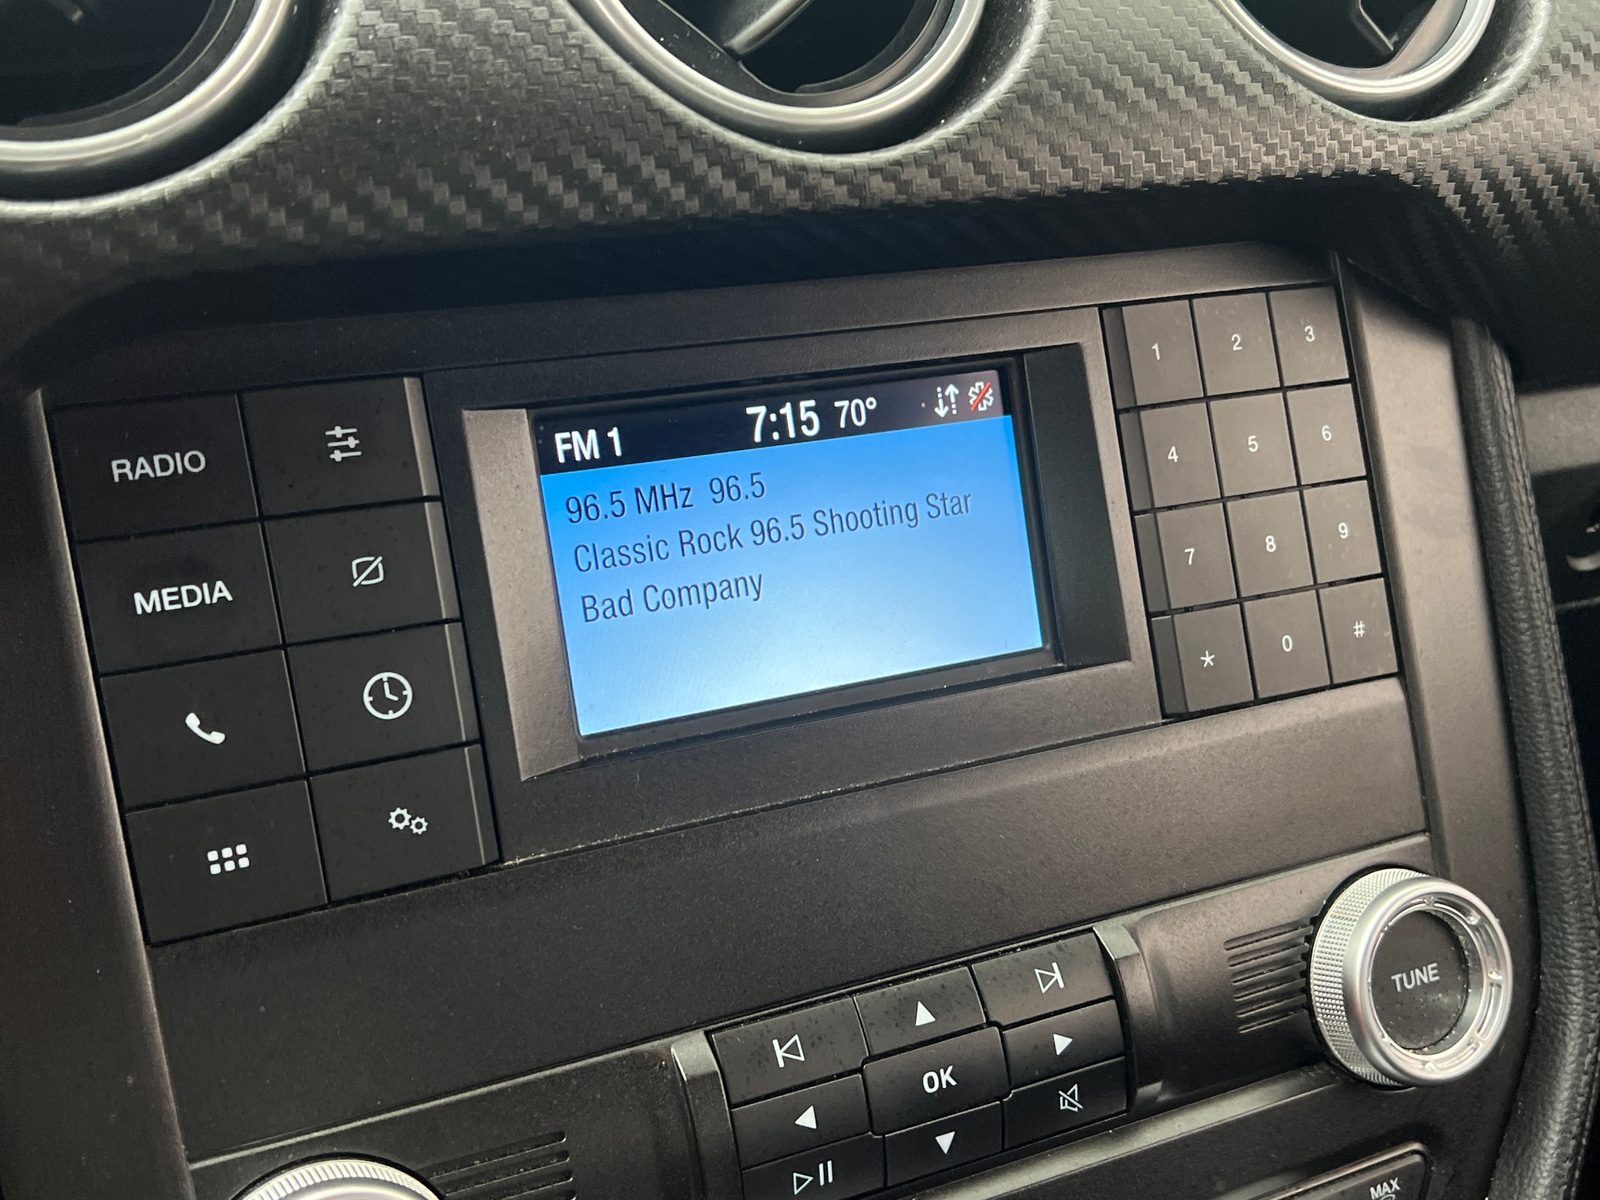 RADIO
MEDIA
FM 1 7:15 70°
96.5 MHz 96.5
Classic Rock 96.5 Shooting Star
Bad Company
1 2 3
4 5 6
7 8 9
* 0 #
OK
TUNE
MAX